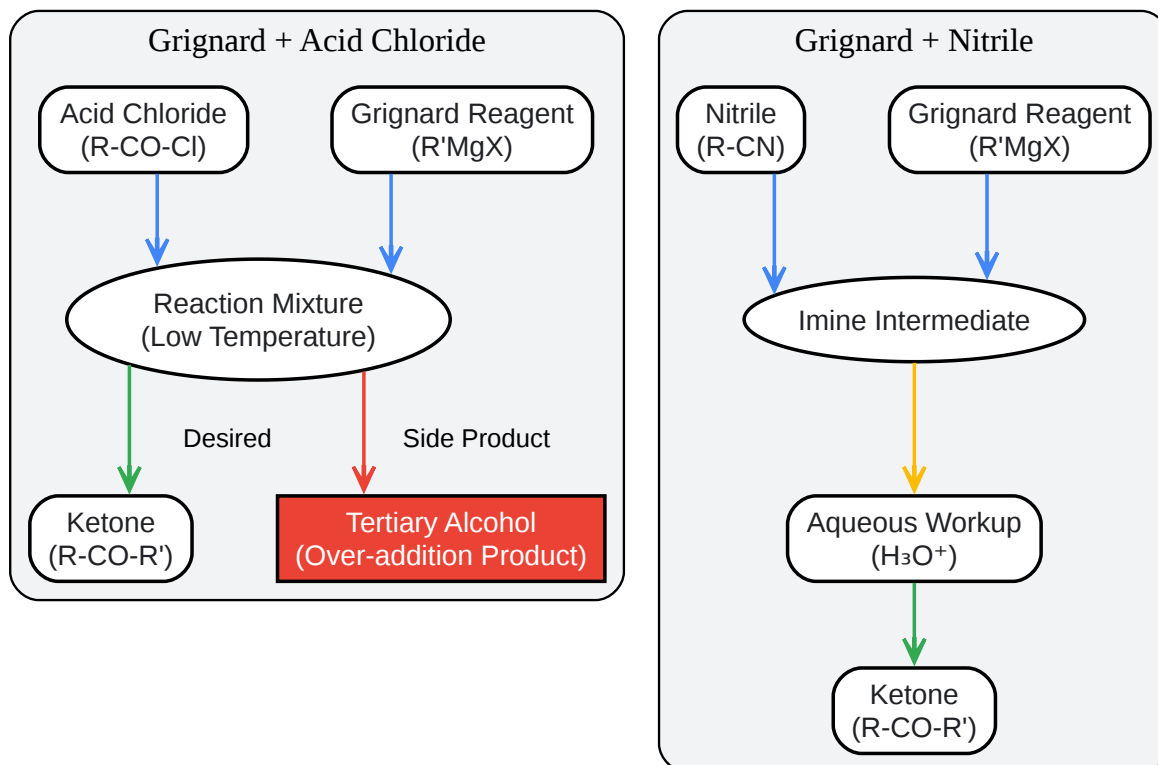 Grignard + Acid Chloride
Acid Chloride
(R-CO-Cl)
Grignard Reagent
(R'MgX)
Reaction Mixture
(Low Temperature)
Desired
Side Product
Ketone
(R-CO-R')
Tertiary Alcohol
(Over-addition Product)
Grignard + Nitrile
Nitrile
(R-CN)
Grignard Reagent
(R'MgX)
Imine Intermediate
Aqueous Workup
(H₃O⁺)
Ketone
(R-CO-R')